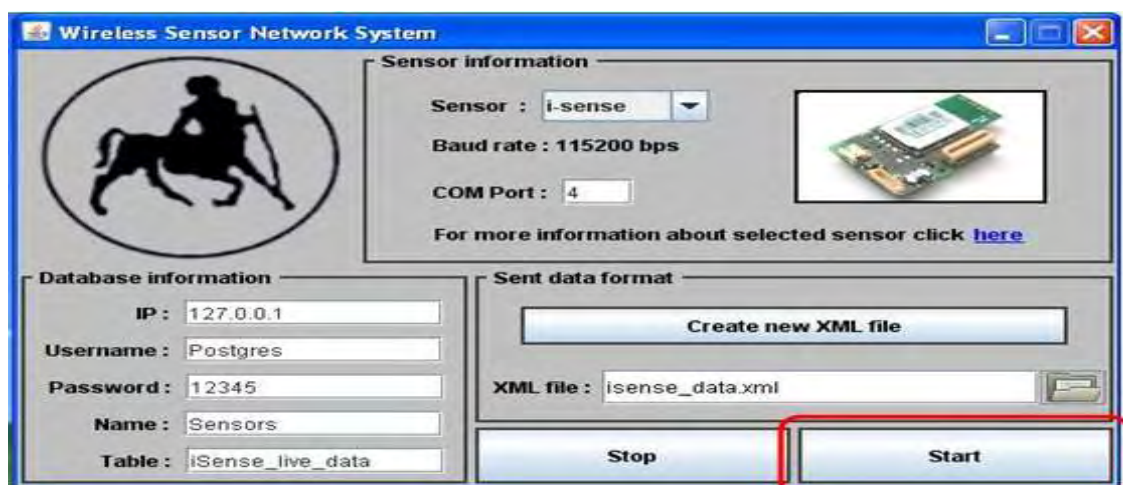 Wireless Sensor Network System
Sensor information
Sensor : i-sense
Baud rate : 115200 bps
COM Port : 4
For more information about selected sensor click here
Database information
IP : 127.0.0.1
Username : Postgres
Password : 12345
Name : Sensors
Table : iSense_live_data
Sent data format
Create new XML file
XML file : isense_data.xml
Stop
Start